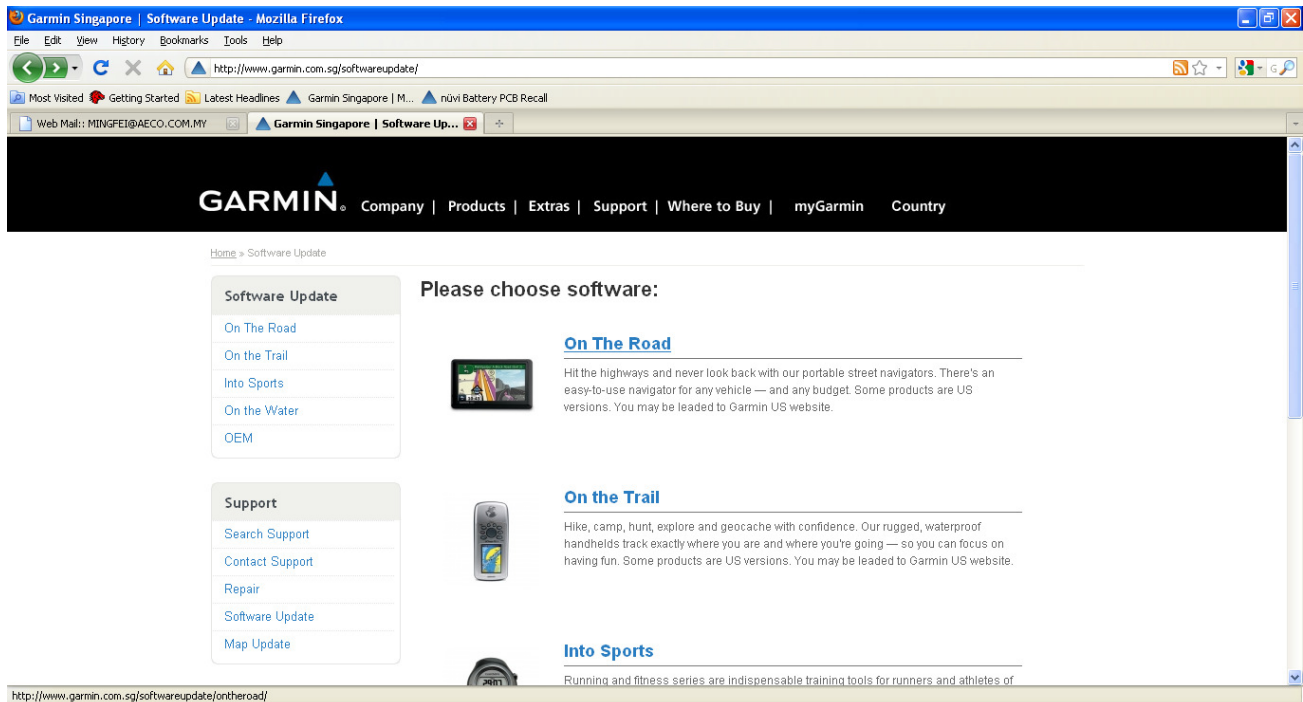 Garmin Singapore | Software Update - Mozilla Firefox
File Edit View History Bookmarks Tools Help
http://www.garmin.com.sg/softwareupdate/
G
Most Visited Getting Started Latest Headlines Garmin Singapore | M... nüvi Battery PCB Recall
Web Mail:: MINGFEI@AECO.COM.MY Garmin Singapore | Software Up...
GARMIN® Company | Products | Extras | Support | Where to Buy | myGarmin Country
Home » Software Update
Software Update
On The Road
On the Trail
Into Sports
On the Water
OEM
Support
Search Support
Contact Support
Repair
Software Update
Map Update
Please choose software:
On The Road
Hit the highways and never look back with our portable street navigators. There's an
easy-to-use navigator for any vehicle — and any budget. Some products are US
versions. You may be leaded to Garmin US website.
On the Trail
Hike, camp, hunt, explore and geocache with confidence. Our rugged, waterproof
handhelds track exactly where you are and where you're going — so you can focus on
having fun. Some products are US versions. You may be leaded to Garmin US website.
Into Sports
Running and fitness series are indispensable training tools for runners and athletes of
http://www.garmin.com.sg/softwareupdate/ontheroad/